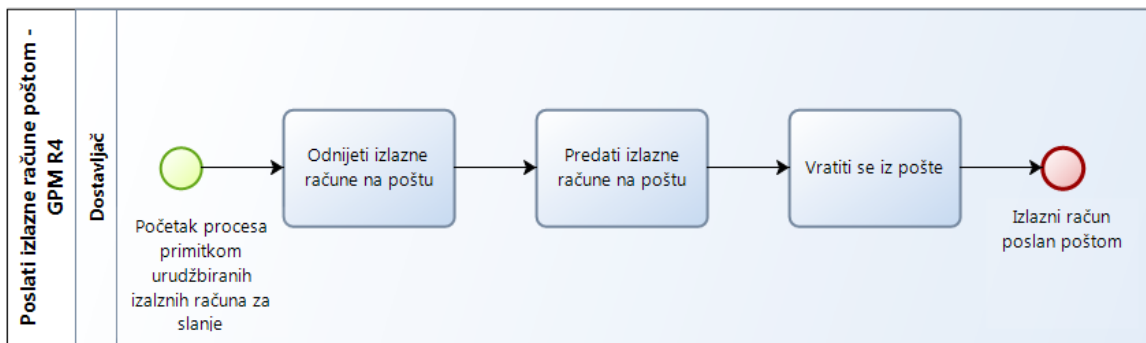 Poslati izlazne račune poštom -
GPM R4
Dostavljač
Početak procesa
primitkom
urudžbiranih
izalznih računa za
slanje
Odnijeti izlazne
račune na poštu
Predati izlazne
račune na poštu
Vratiti se iz pošte
Izlazni račun
poslan poštom